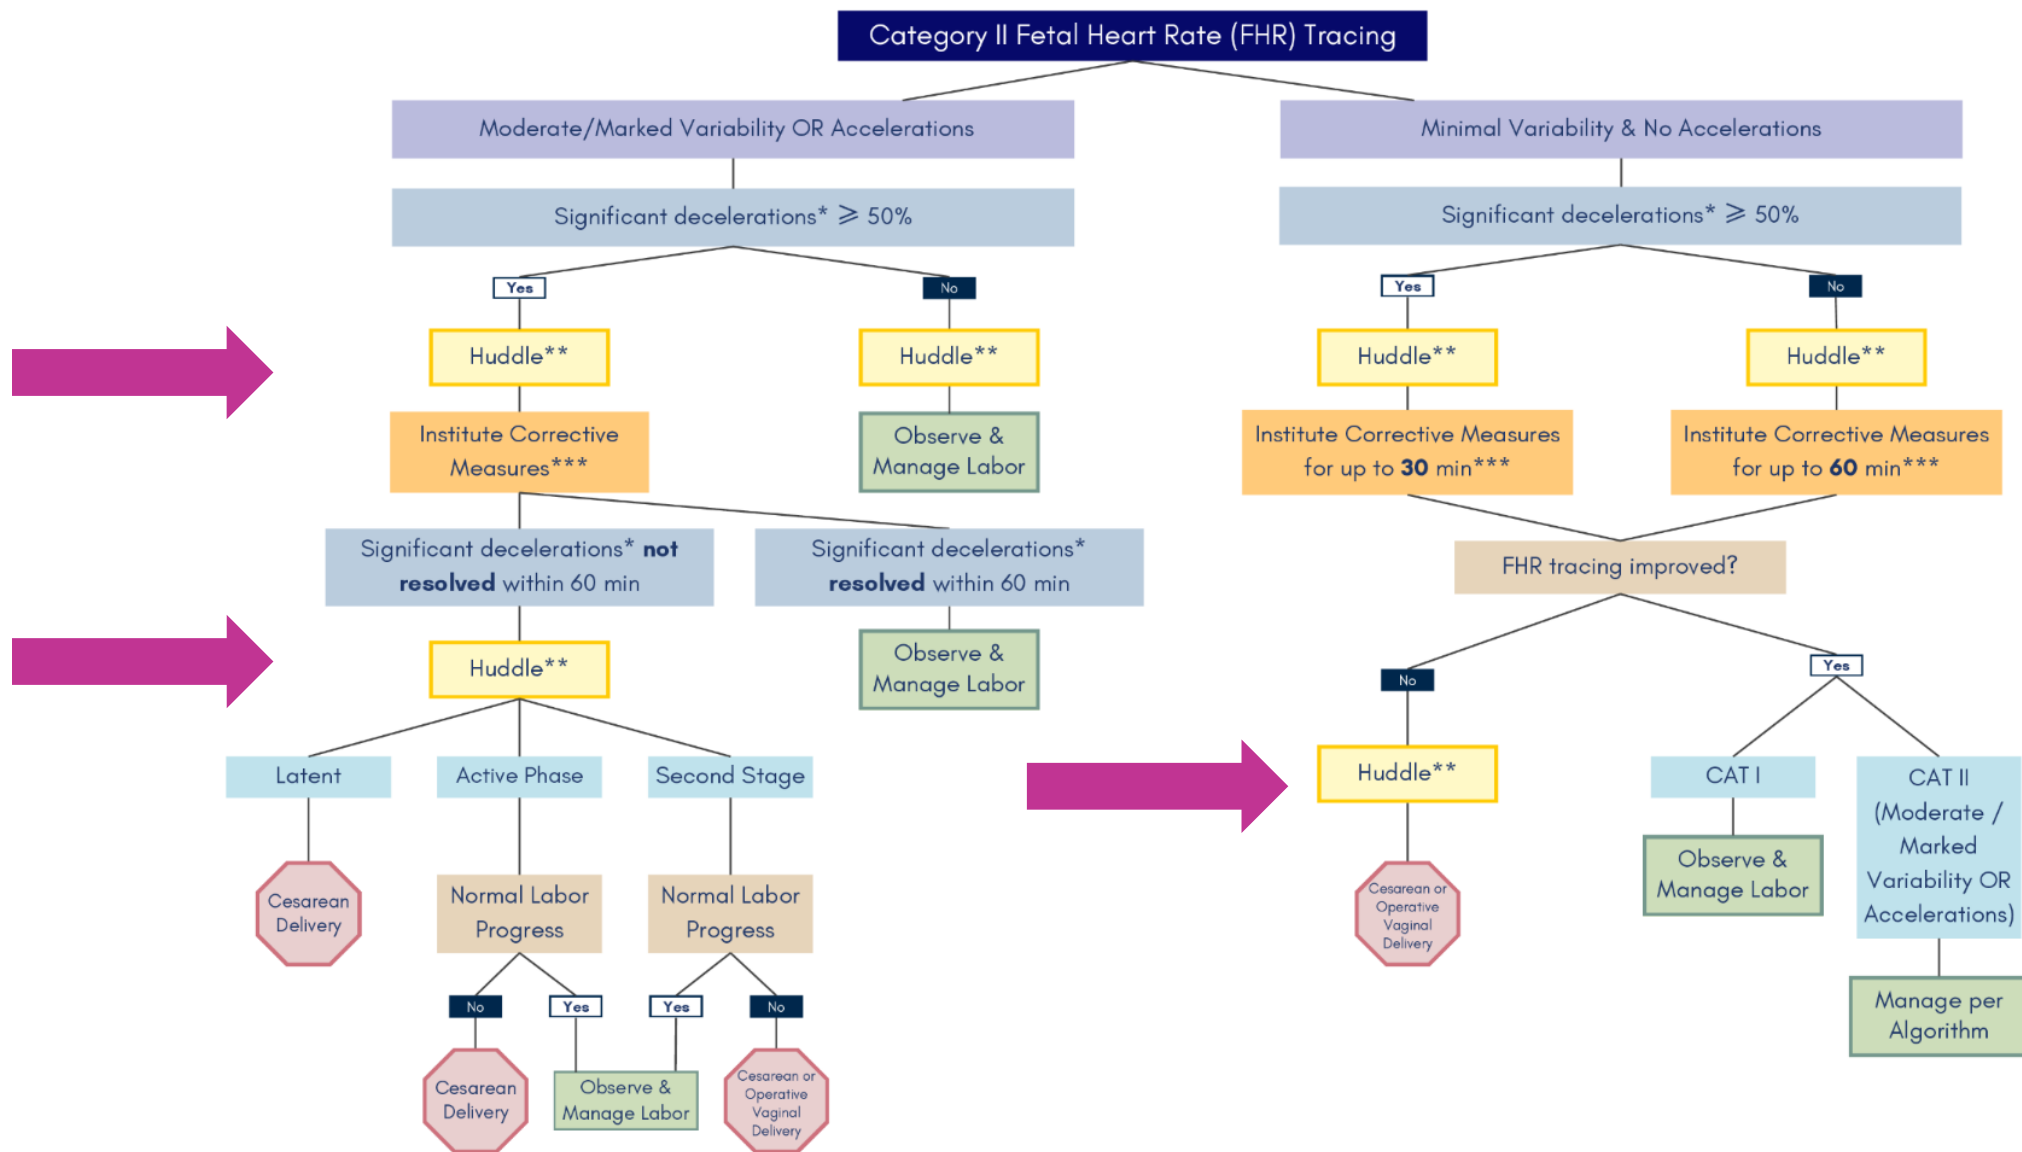 Category II Fetal Heart Rate (FHR) Tracing
Moderate/Marked Variability OR Accelerations
Minimal Variability & No Accelerations
Significant decelerations* ⩾ 50%
Significant decelerations* ⩾ 50%
Yes
No
Yes
No
Huddle**
Huddle**
Huddle**
Huddle**
Institute Corrective
Measures***
Observe &
Manage Labor
Institute Corrective Measures
for up to 30 min***
Institute Corrective Measures
for up to 60 min***
Significant decelerations* not
resolved within 60 min
Significant decelerations*
resolved within 60 min
FHR tracing improved?
Huddle**
Observe &
Manage Labor
No
Yes
Latent
Active Phase
Second Stage
Huddle**
CAT I
CAT II
(Moderate /
Marked
Variability OR
Accelerations)
Cesarean
Delivery
Normal Labor
Progress
Normal Labor
Progress
Cesarean or
Operative
Vaginal
Delivery
Observe &
Manage Labor
No
Yes
Yes
No
Manage per
Algorithm
Cesarean
Delivery
Observe &
Manage Labor
Cesarean or
Operative
Vaginal
Delivery